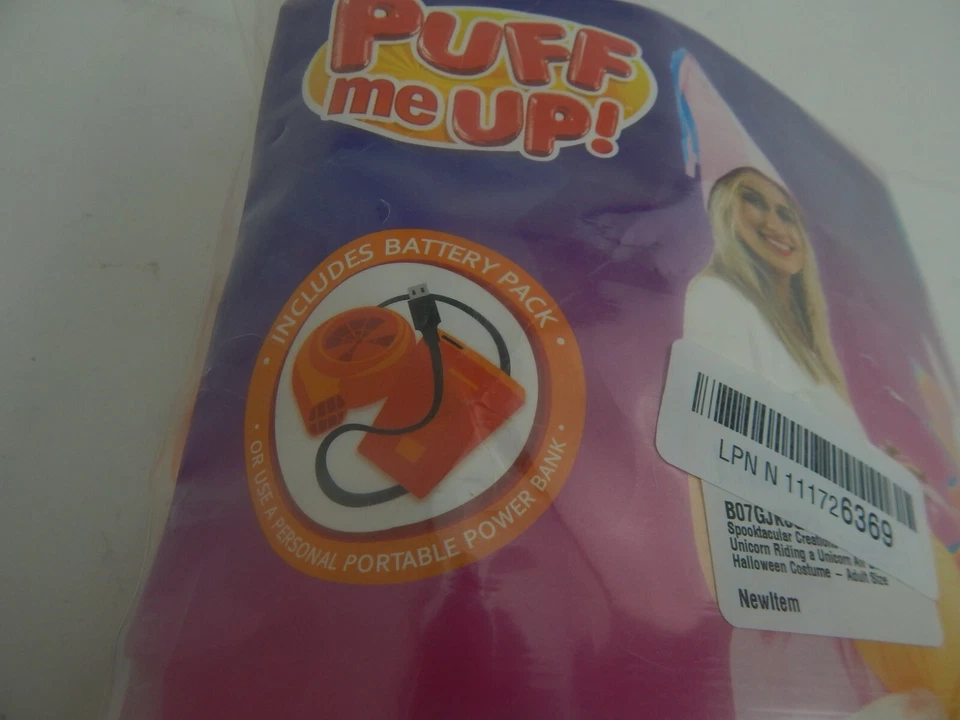 PUFF
me UP!
• INCLUDES BATTERY PACK •
• OR USE A PERSONAL PORTABLE POWER BANK •
LPN N 111726369
Spooktacular
Unicorn Riding a Unicorn
Halloween Costume – Adult Size
NewItem